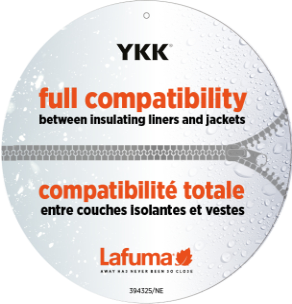 YKK®
full compatibility
between insulating liners and jackets
compatibilité totale
entre couches isolantes et vestes
Lafuma
AWAY HAS NEVER BEEN SO CLOSE
394325/NE